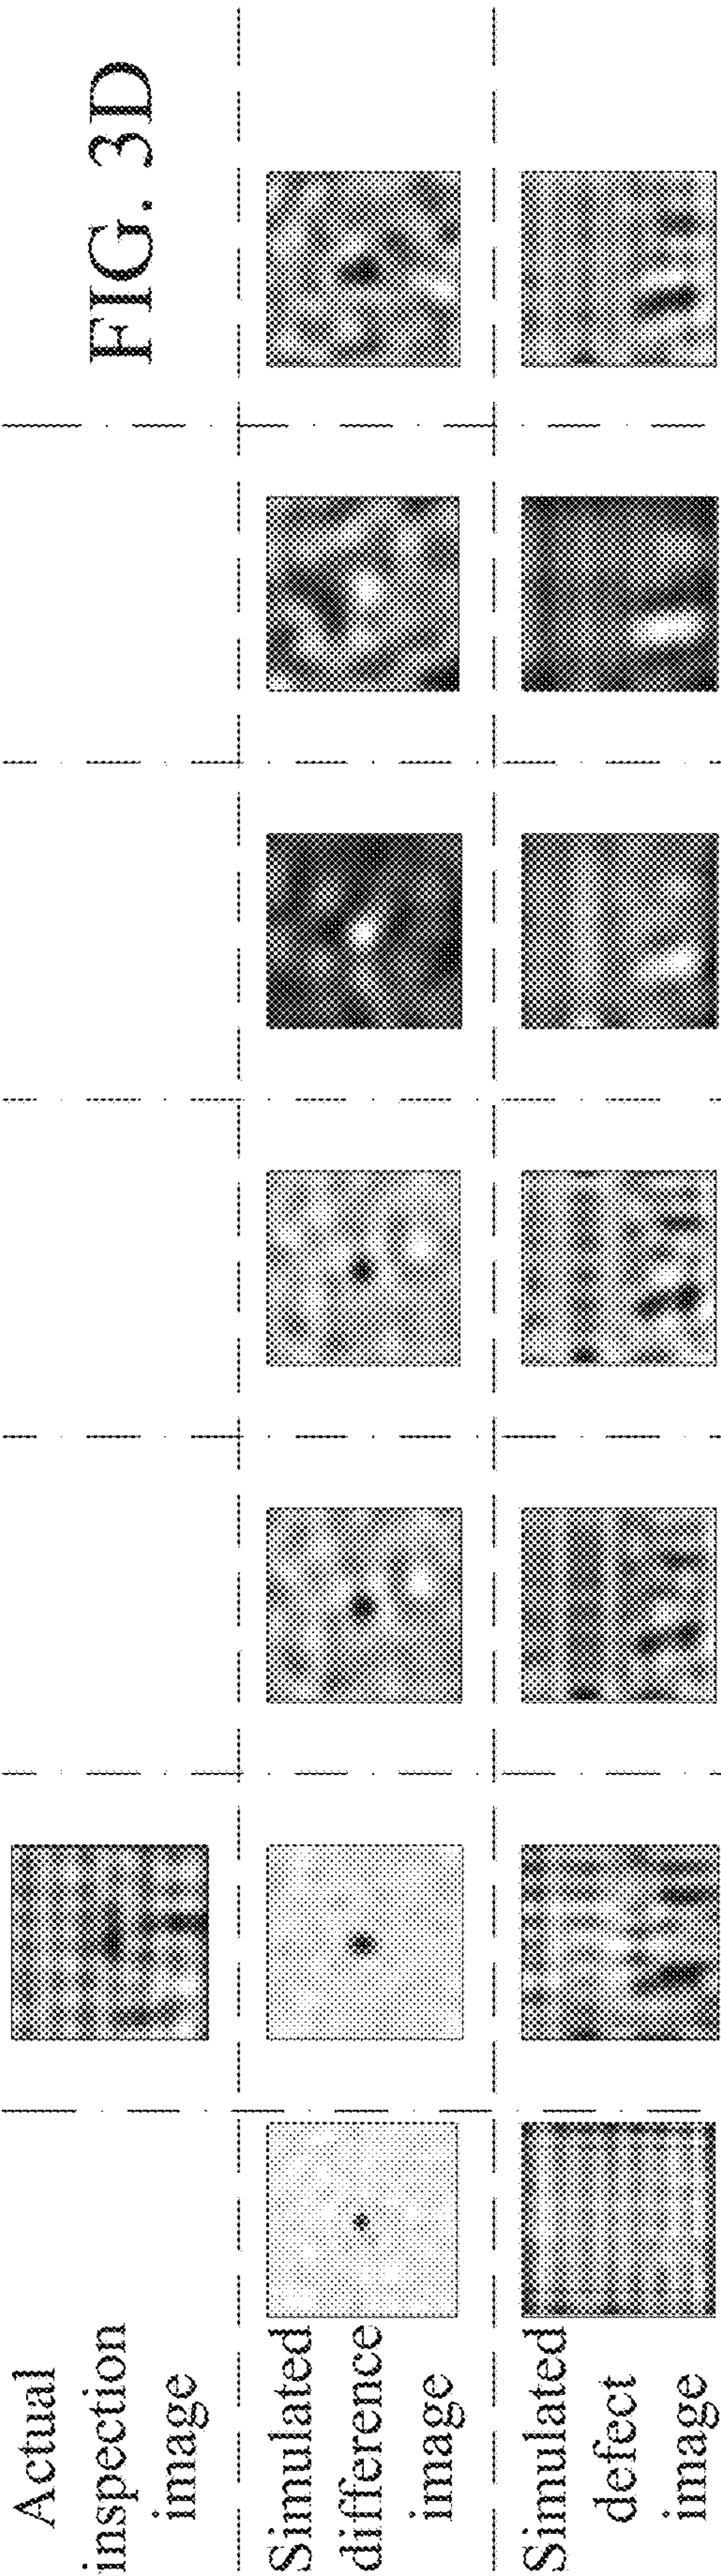 FIG. 3D
Actual
inspection
image
Simulated
difference
image
Simulated
defect
image